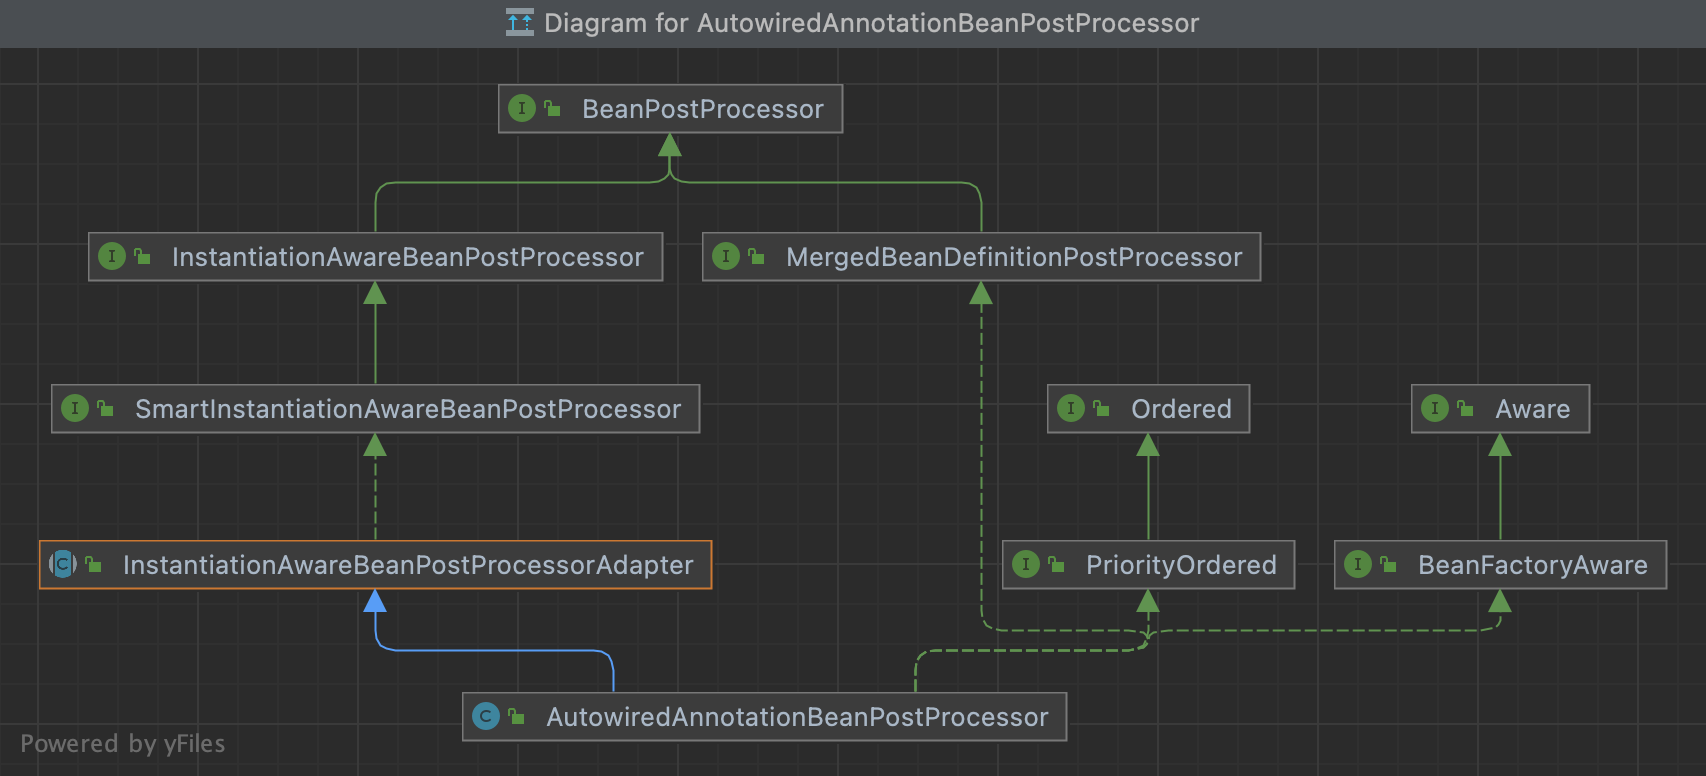 Diagram for AutowiredAnnotationBeanPostProcessor
I BeanPostProcessor
I InstantiationAwareBeanPostProcessor
I MergedBeanDefinitionPostProcessor
I SmartInstantiationAwareBeanPostProcessor
I Ordered
I Aware
C InstantiationAwareBeanPostProcessorAdapter
I PriorityOrdered
I BeanFactoryAware
C AutowiredAnnotationBeanPostProcessor
Powered by yFiles